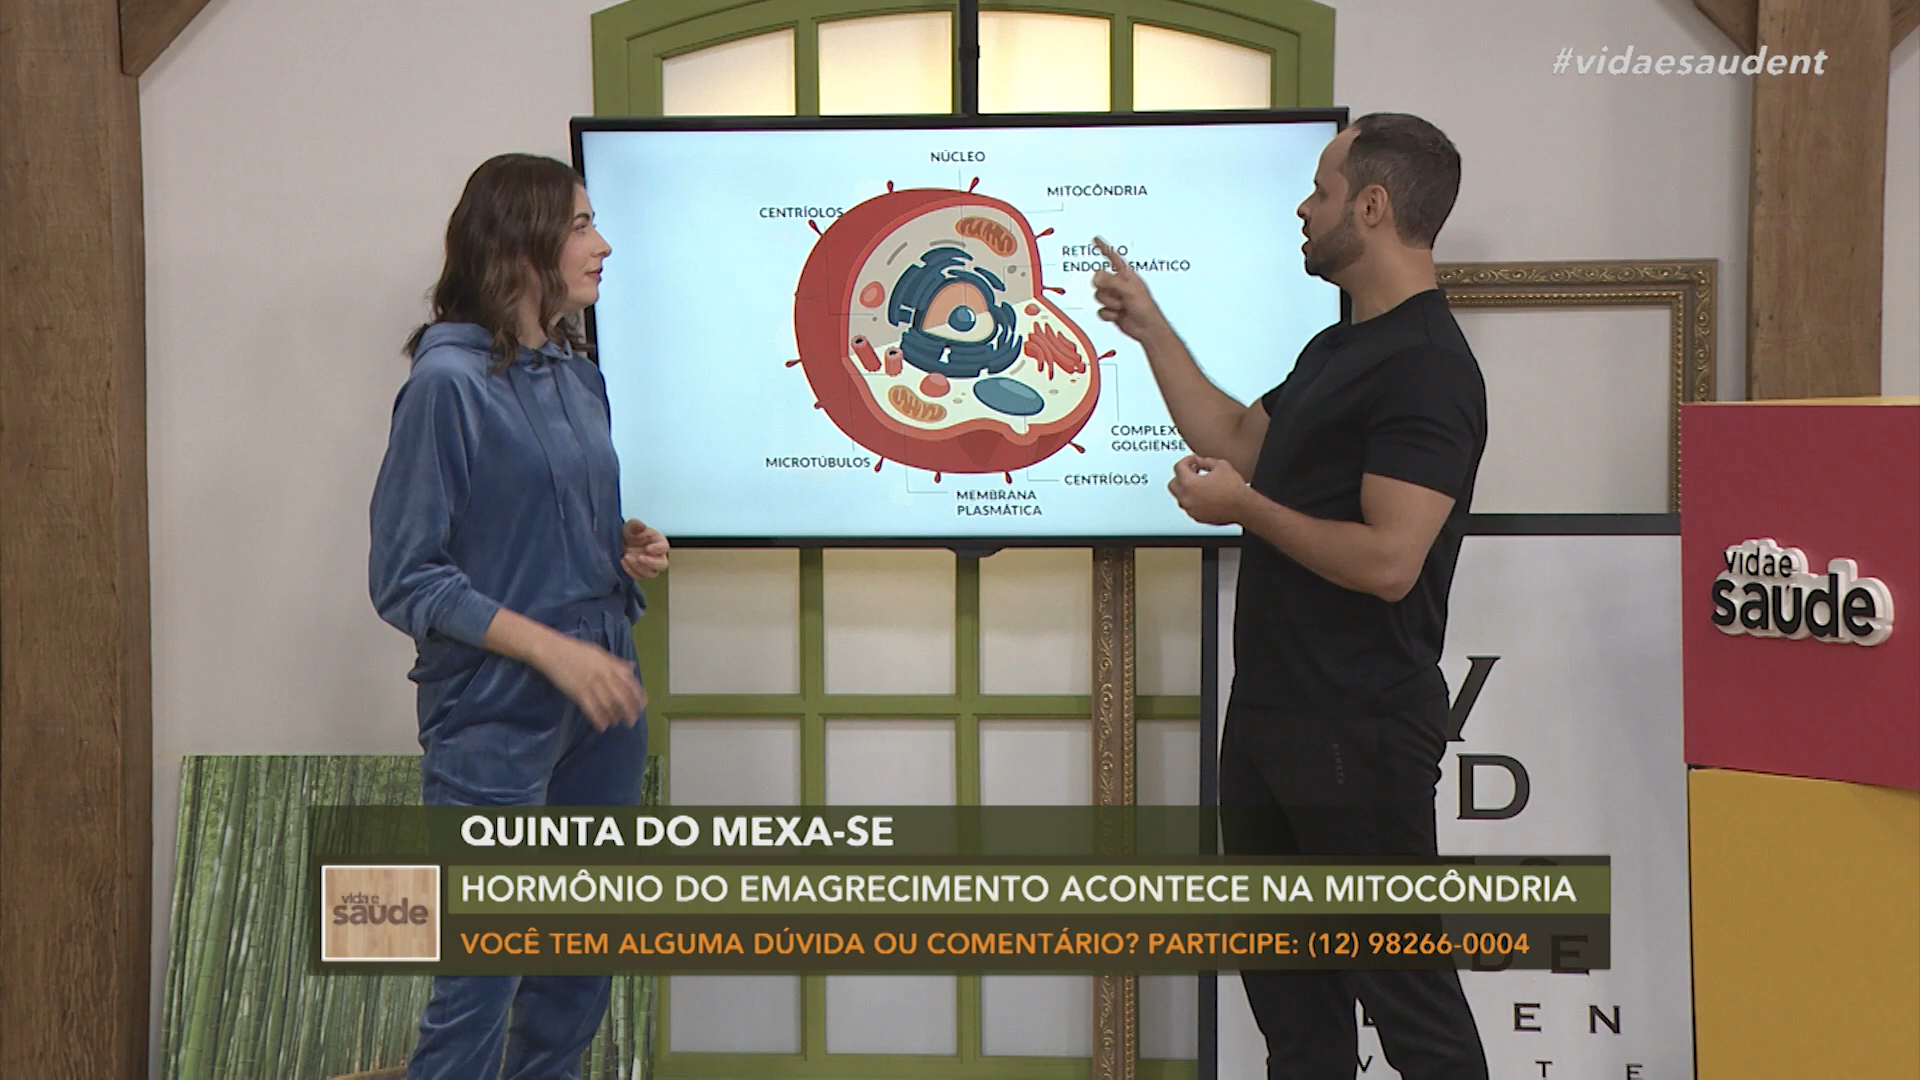 #vidaesaudent
NÚCLEO
MITOCÔNDRIA
CENTRÍOLOS
RETÍCULO
ENDOPLASMÁTICO
COMPLEXO
GOLGIENSE
MICROTÚBULOS
CENTRÍOLOS
MEMBRANA
PLASMÁTICA
vida e
saúde
V
D
QUINTA DO MEXA-SE
HORMÔNIO DO EMAGRECIMENTO ACONTECE NA MITOCÔNDRIA
vida e
saúde
VOCÊ TEM ALGUMA DÚVIDA OU COMENTÁRIO? PARTICIPE: (12) 98266-0004
D E
E N
V T E